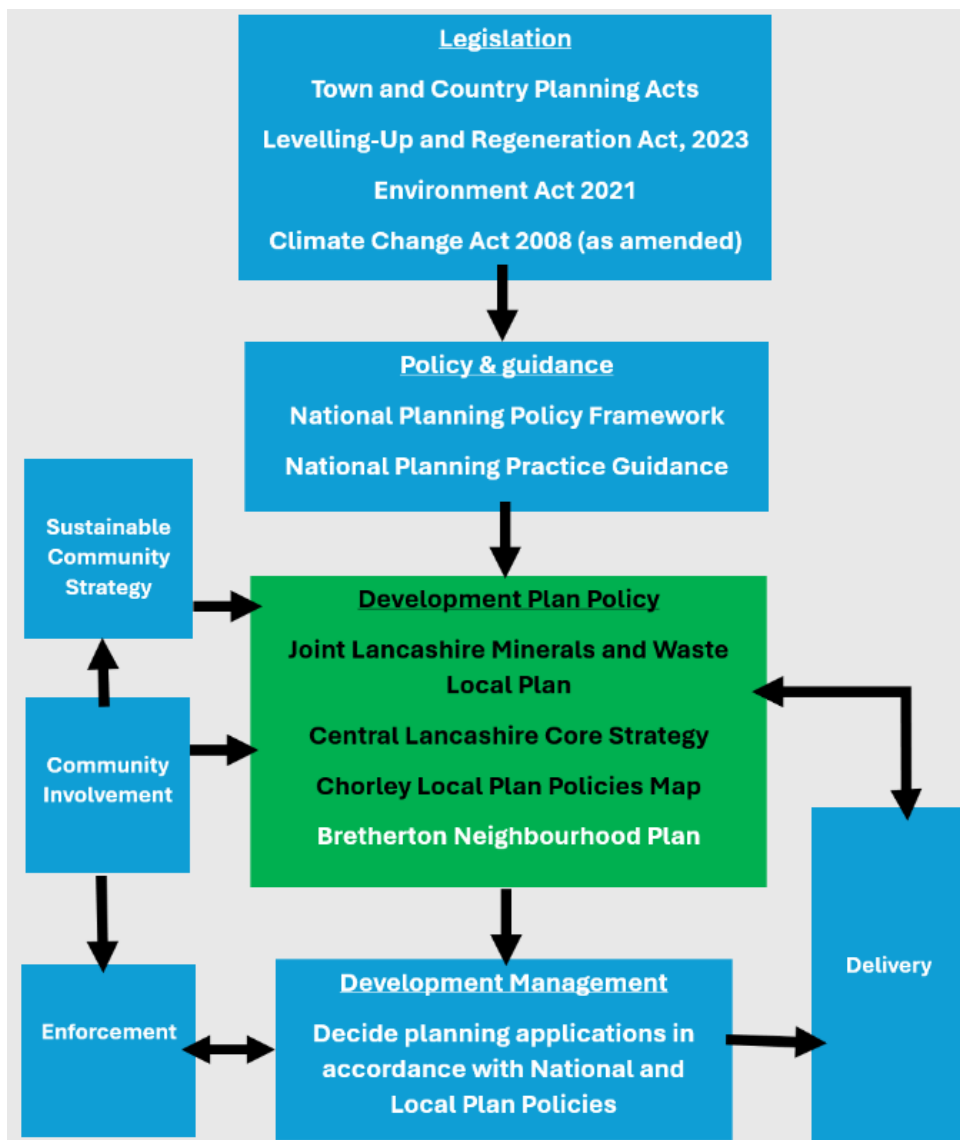 Legislation
Town and Country Planning Acts
Levelling-Up and Regeneration Act, 2023
Environment Act 2021
Climate Change Act 2008 (as amended)
Policy & guidance
National Planning Policy Framework
National Planning Practice Guidance
Sustainable
Community
Strategy
Development Plan Policy
Joint Lancashire Minerals and Waste
Local Plan
Central Lancashire Core Strategy
Chorley Local Plan Policies Map
Bretherton Neighbourhood Plan
Community
Involvement
Delivery
Enforcement
Development Management
Decide planning applications in
accordance with National and
Local Plan Policies